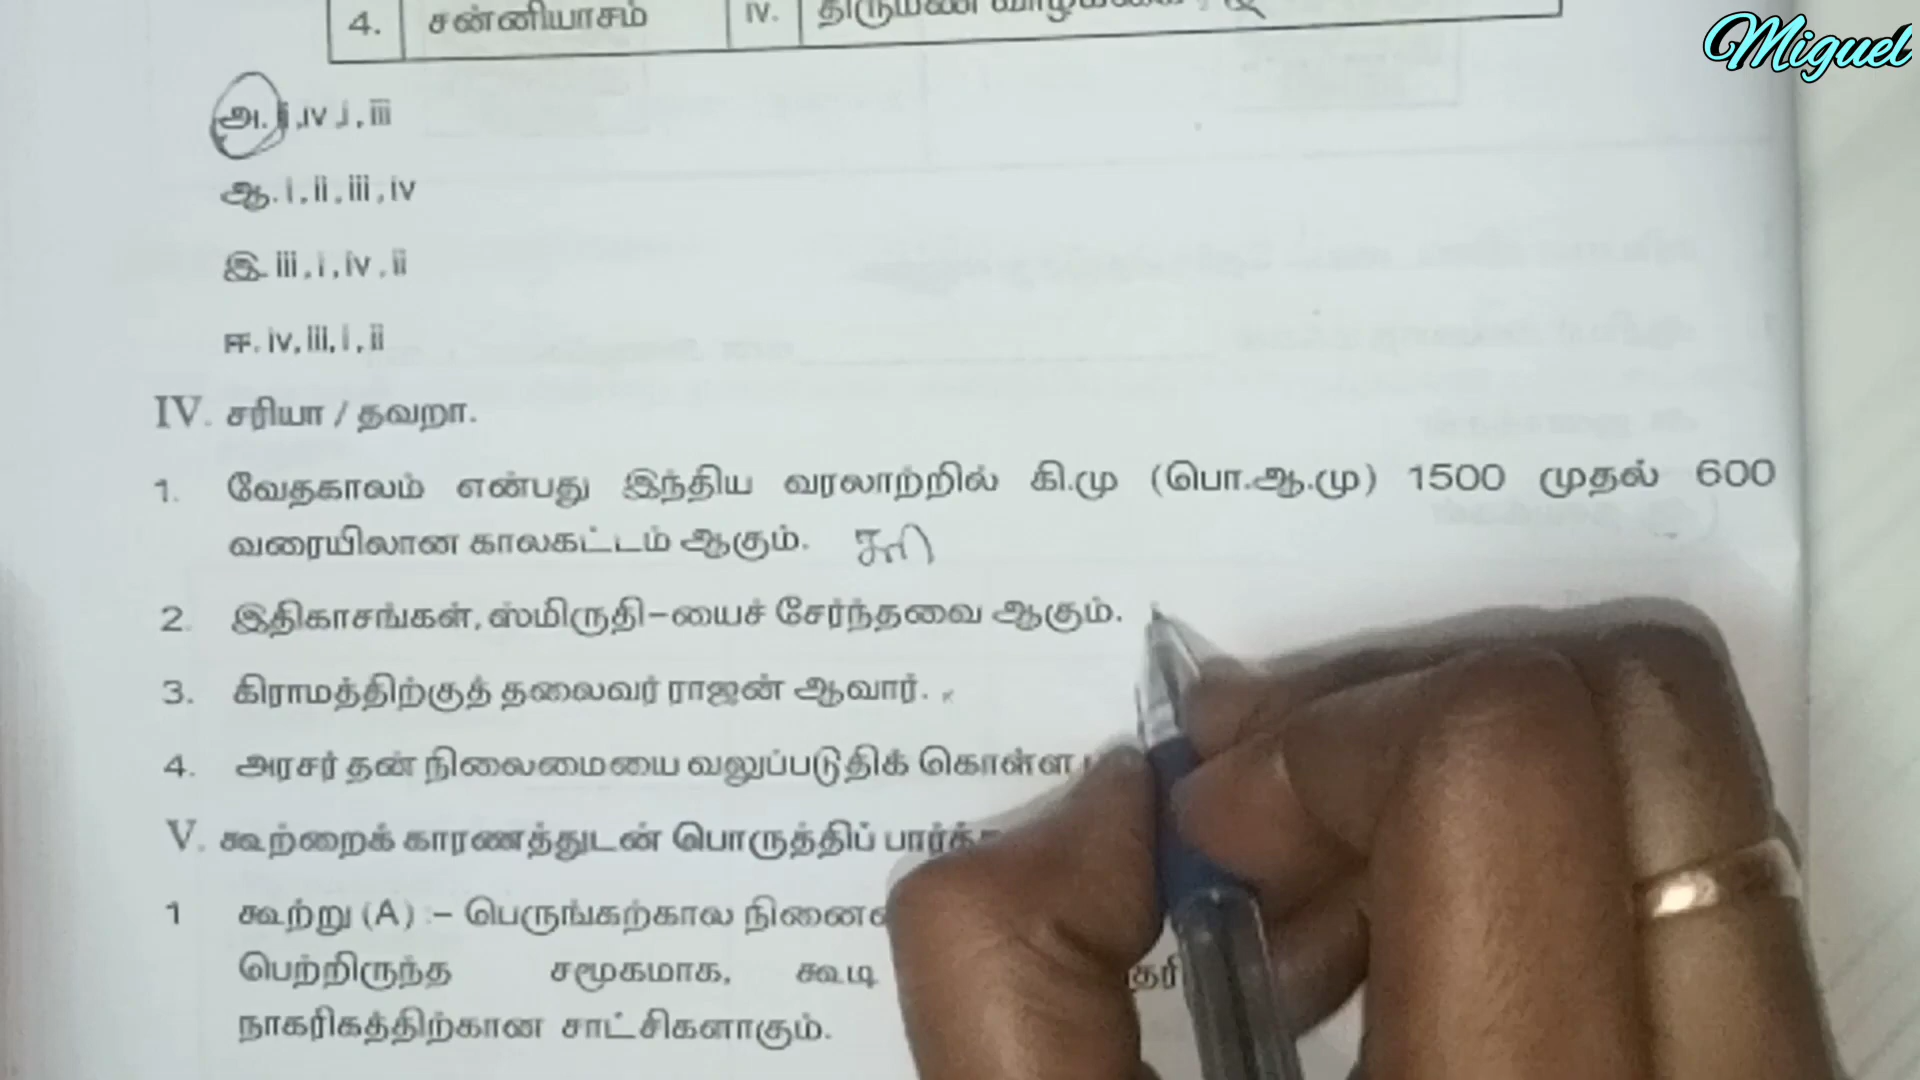 Miguel
4. சன்னியாசம் iv. திருமண வாழ்க்கை
அ. ii ,iv ,i , iii
ஆ. i , ii , iii , iv
இ. iii , i , iv , ii
ஈ. iv, iii, i , ii
IV. சரியா / தவறா.
1. வேதகாலம் என்பது இந்திய வரலாற்றில் கி.மு (பொ.ஆ.மு) 1500 முதல் 600
வரையிலான காலகட்டம் ஆகும். சரி
2. இதிகாசங்கள், ஸ்மிருதி-யைச் சேர்ந்தவை ஆகும்.
3. கிராமத்திற்குத் தலைவர் ராஜன் ஆவார்.
4. அரசர் தன் நிலைமையை வலுப்படுதிக் கொள்ள
V. கூற்றைக் காரணத்துடன் பொருத்திப்
1 கூற்று (A) :- பெருங்கற்கால
பெற்றிருந்த சமூகமாக, கூடி
நாகரிகத்திற்கான சாட்சிகளாகும்.